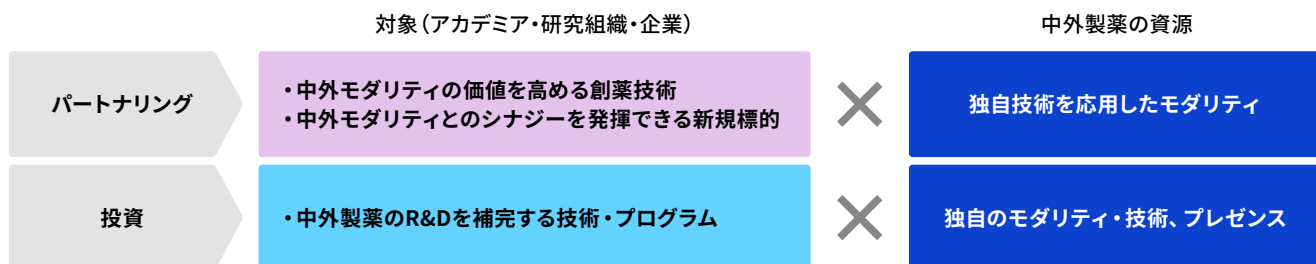 対象（アカデミア・研究組織・企業）
中外製薬の資源
パートナリング
・中外モダリティの価値を高める創薬技術
・中外モダリティとのシナジーを発揮できる新規標的
独自技術を応用したモダリティ
投資
・中外製薬のR&Dを補完する技術・プログラム
独自のモダリティ・技術、プレゼンス